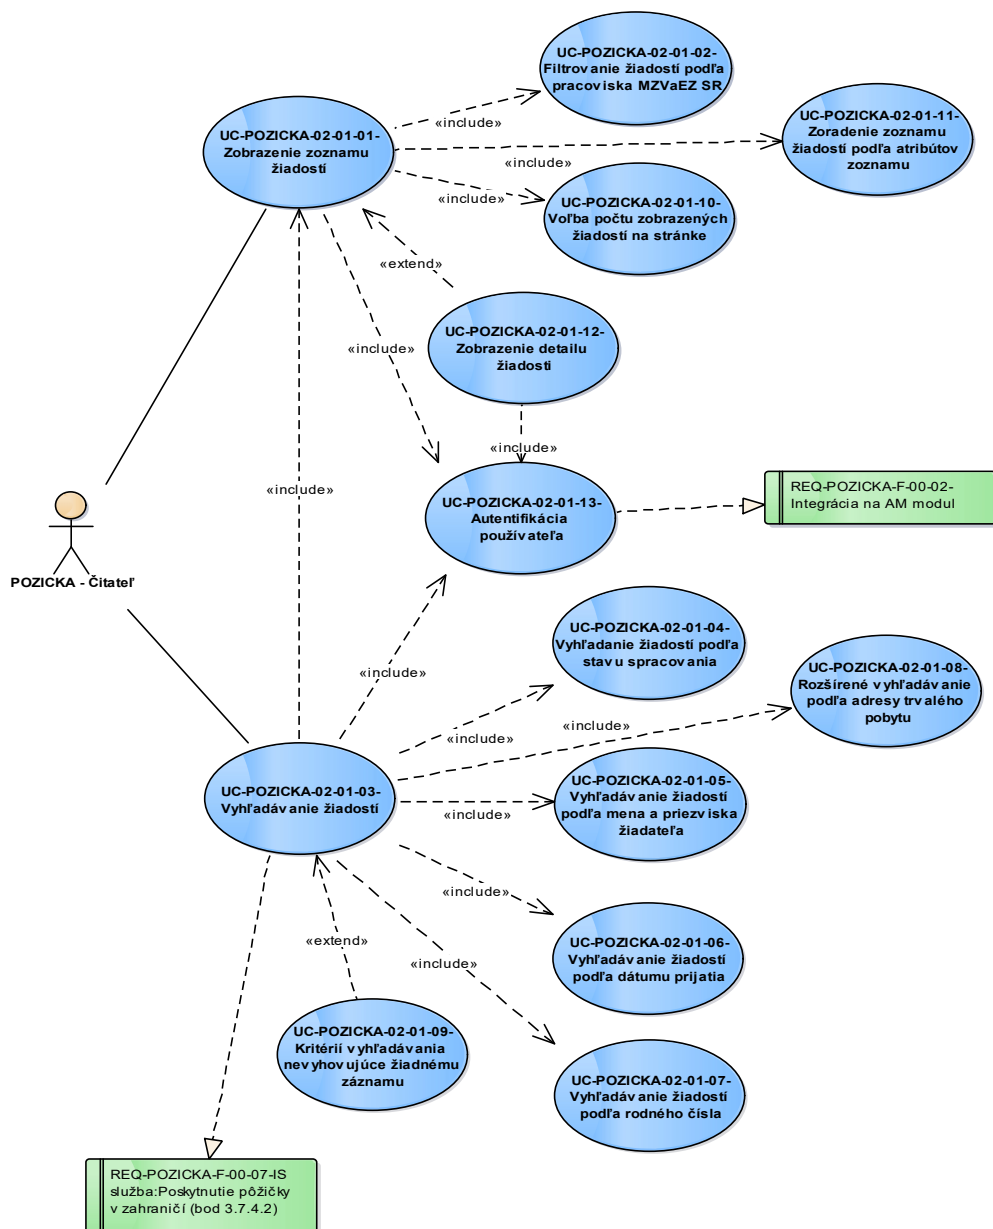 UC-POZICKA-02-01-02-
Filtrovanie žiadostí podľa
pracoviska MZVaEZ SR
UC-POZICKA-02-01-01-
Zobrazenie zoznamu
žiadostí
UC-POZICKA-02-01-11-
Zoradenie zoznamu
žiadostí podľa atribútov
zoznamu
«include»
«include»
«include»
UC-POZICKA-02-01-10-
Voľba počtu zobrazených
žiadostí na stránke
«extend»
UC-POZICKA-02-01-12-
Zobrazenie detailu
žiadosti
«include»
«include»
«include»
UC-POZICKA-02-01-13-
Autentifikácia
používateľa
REQ-POZICKA-F-00-02-
Integrácia na AM modul
POZICKA - Čitateľ
UC-POZICKA-02-01-04-
Vyhľadanie žiadostí podľa
stavu spracovania
UC-POZICKA-02-01-08-
Rozšírené vyhľadávanie
podľa adresy trvalého
pobytu
«include»
«include»
«include»
UC-POZICKA-02-01-03-
Vyhľadávanie žiadostí
UC-POZICKA-02-01-05-
Vyhľadávanie žiadostí
podľa mena a priezviska
žiadateľa
«include»
«include»
«extend»
«include»
UC-POZICKA-02-01-06-
Vyhľadávanie žiadostí
podľa dátumu prijatia
UC-POZICKA-02-01-09-
Kritérií vyhľadávania
nevyhovujúce žiadnému
záznamu
UC-POZICKA-02-01-07-
Vyhľadávanie žiadostí
podľa rodného čísla
REQ-POZICKA-F-00-07-IS
služba:Poskytnutie pôžičky
v zahraničí (bod 3.7.4.2)